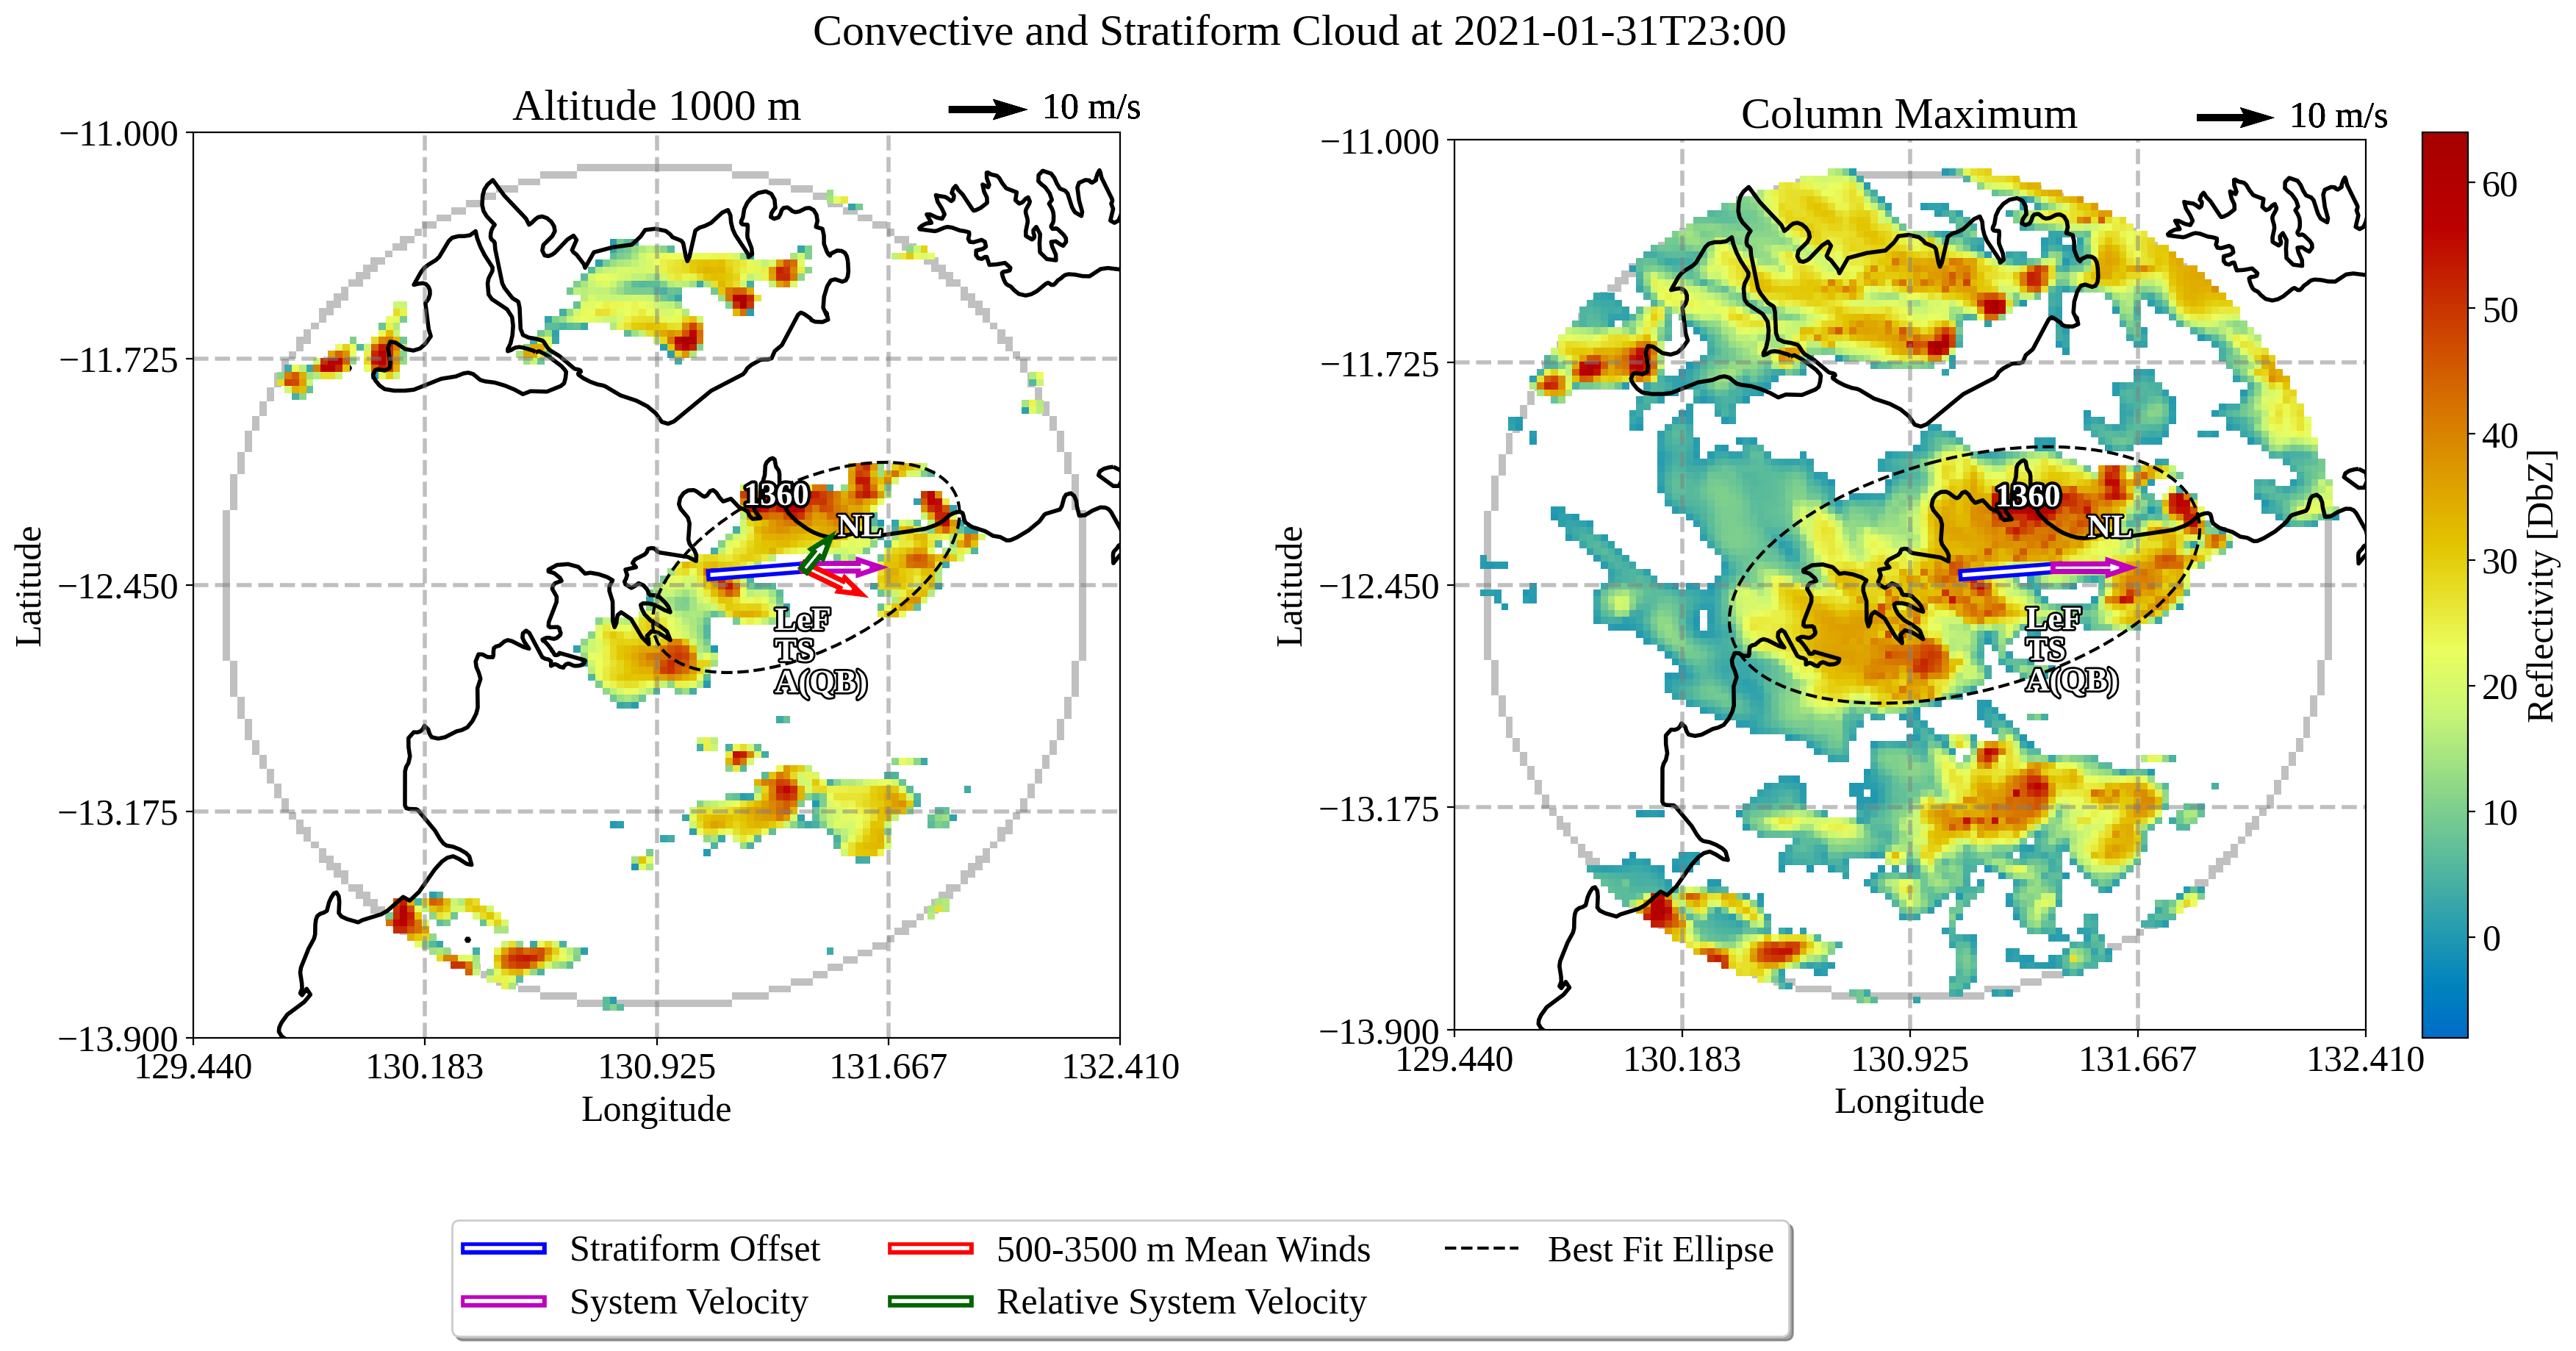 Convective and Stratiform Cloud at 2021-01-31T23:00
Altitude 1000 m
10 m/s
−11.000
−11.725
−12.450
−13.175
−13.900
Latitude
129.440
130.183
130.925
131.667
132.410
Longitude
1360
NL
LeF
TS
A(QB)
Column Maximum
10 m/s
−11.000
−11.725
−12.450
−13.175
−13.900
Latitude
129.440
130.183
130.925
131.667
132.410
Longitude
1360
NL
LeF
TS
A(QB)
60
50
40
30
20
10
0
Reflectivity [DbZ]
Stratiform Offset
System Velocity
500-3500 m Mean Winds
Relative System Velocity
Best Fit Ellipse